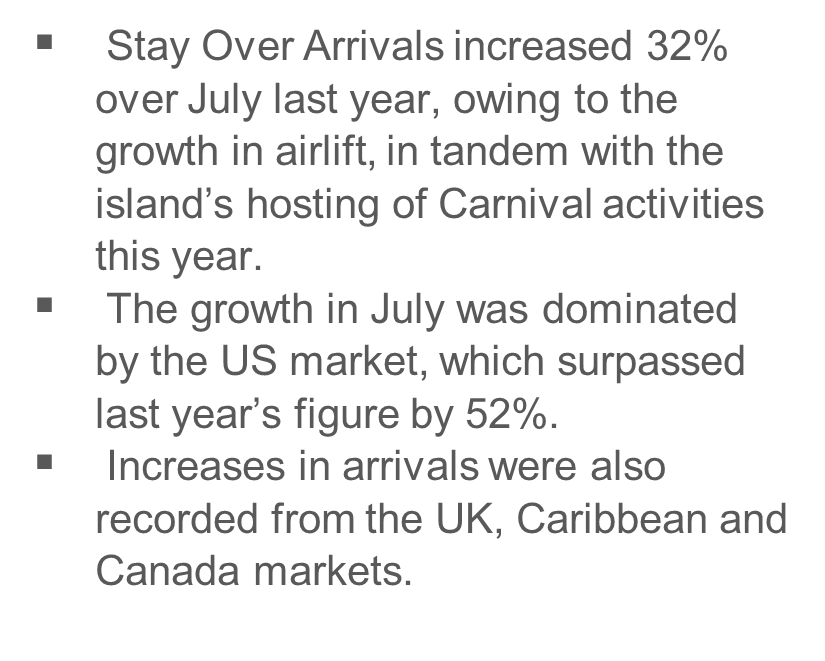 ▪ Stay Over Arrivals increased 32%
over July last year, owing to the
growth in airlift, in tandem with the
island’s hosting of Carnival activities
this year.
▪ The growth in July was dominated
by the US market, which surpassed
last year’s figure by 52%.
▪ Increases in arrivals were also
recorded from the UK, Caribbean and
Canada markets.